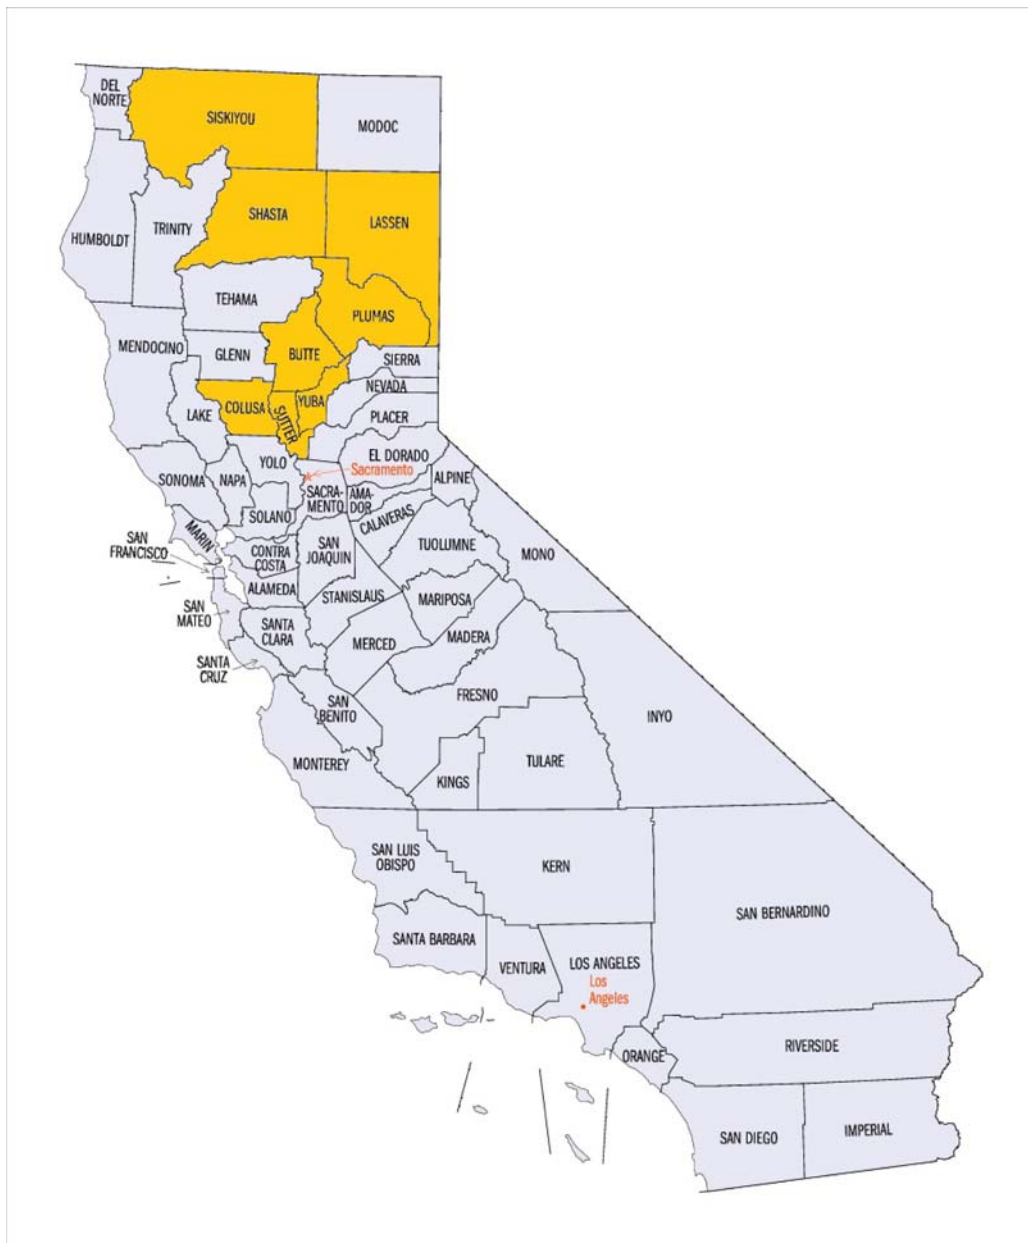 DEL
NORTE
SISKIYOU
MODOC
HUMBOLDT
TRINITY
SHASTA
LASSEN
TEHAMA
PLUMAS
MENDOCINO
GLENN
BUTTE
SIERRA
NEVADA
LAKE
COLUSA
SUTTER
YUBA
PLACER
YOLO
EL DORADO
Sacramento
SONOMA
NAPA
SACRA-
MENTO
AMA-
DOR
ALPINE
SOLANO
CALAVERAS
MARIN
SAN
FRANCISCO
CONTRA
COSTA
SAN
JOAQUIN
TUOLUMNE
MONO
ALAMEDA
STANISLAUS
MARIPOSA
SAN
MATEO
SANTA
CLARA
MERCED
MADERA
SANTA
CRUZ
FRESNO
SAN
BENITO
INYO
MONTEREY
KINGS
TULARE
SAN LUIS
OBISPO
KERN
SAN BERNARDINO
SANTA BARBARA
VENTURA
LOS ANGELES
Los
Angeles
ORANGE
RIVERSIDE
SAN DIEGO
IMPERIAL